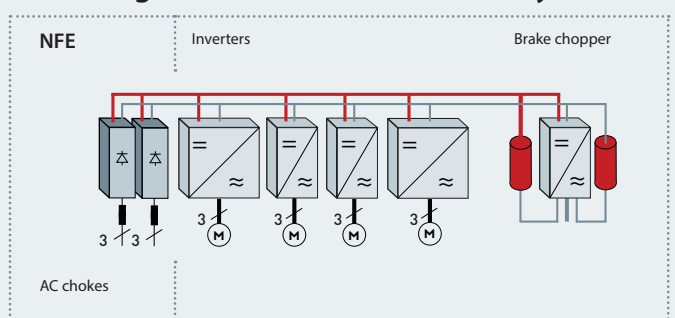 NFE
Inverters
Brake chopper
=
≈
=
≈
=
≈
=
≈
=
≈
3
3
3
3
3
3
M
M
M
M
AC chokes